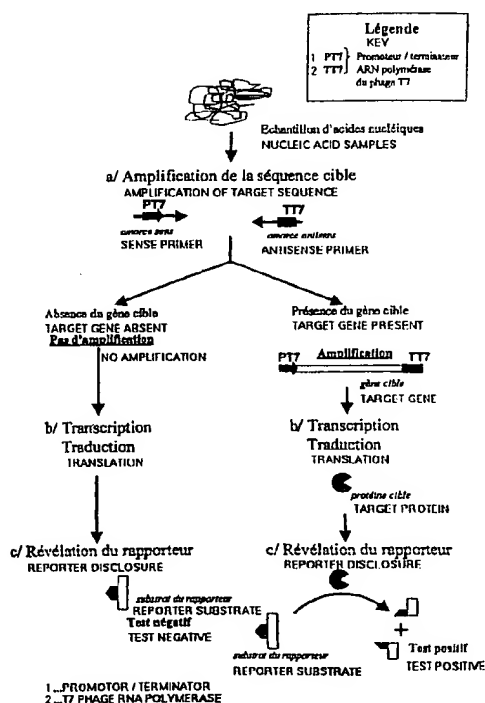 Légende
KEY
1 PT7 Promoteur / terminateur
2 TT7 ARN polymérase
du phage T7
Echantillon d'acides nucléiques
NUCLEIC ACID SAMPLES
a/ Amplification de la séquence cible
AMPLIFICATION OF TARGET SEQUENCE
PT7
TT7
amorce sens
SENSE PRIMER
amorce antisens
ANTISENSE PRIMER
Absence du gène cible
TARGET GENE ABSENT
Pas d'amplification
NO AMPLIFICATION
Présence du gène cible
TARGET GENE PRESENT
PT7 Amplification TT7
gène cible
TARGET GENE
b/ Transcription
Traduction
TRANSLATION
b/ Transcription
Traduction
TRANSLATION
protéine cible
TARGET PROTEIN
c/ Révélation du rapporteur
REPORTER DISCLOSURE
substrat du rapporteur
REPORTER SUBSTRATE
Test négatif
TEST NEGATIVE
c/ Révélation du rapporteur
REPORTER DISCLOSURE
substrat du rapporteur
REPORTER SUBSTRATE
+
Test positif
TEST POSITIVE
1 ...PROMOTOR / TERMINATOR
2 ...T7 PHAGE RNA POLYMERASE